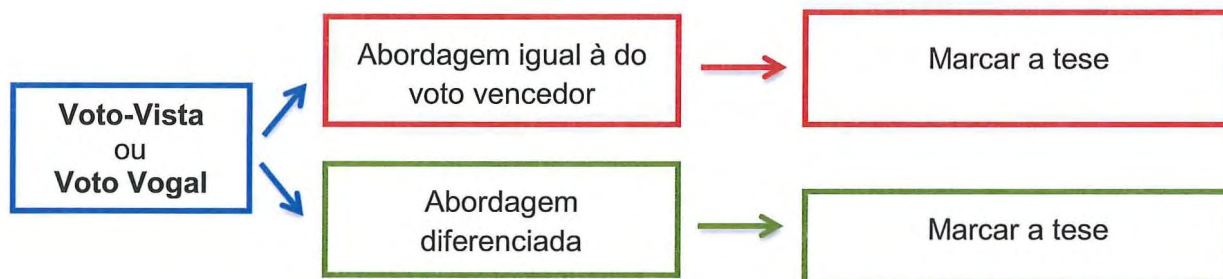 Voto-Vista
ou
Voto Vogal
Abordagem igual à do
voto vencedor
Marcar a tese
Abordagem
diferenciada
Marcar a tese